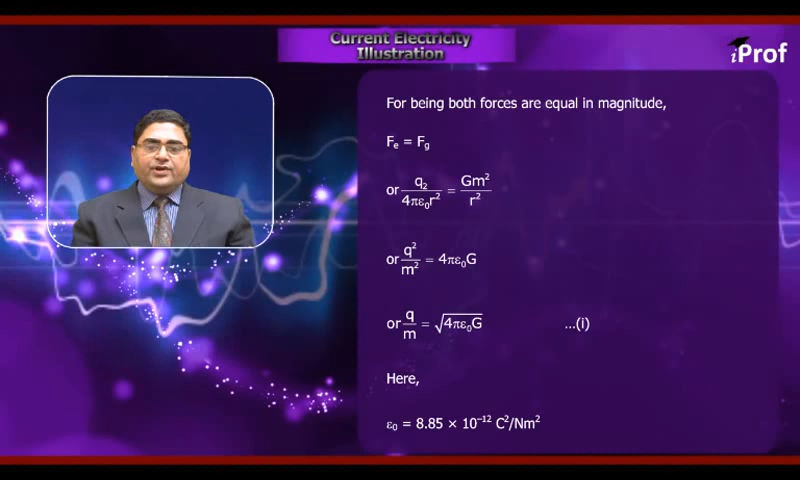 Current Electricity
Illustration
iProf
For being both forces are equal in magnitude,
Fₑ = F₉
or q₂/4πε₀r² = Gm²/r²
or q²/m² = 4πε₀G
or q/m = √4πε₀G ...(i)
Here,
ε₀ = 8.85 × 10⁻¹² C²/Nm²